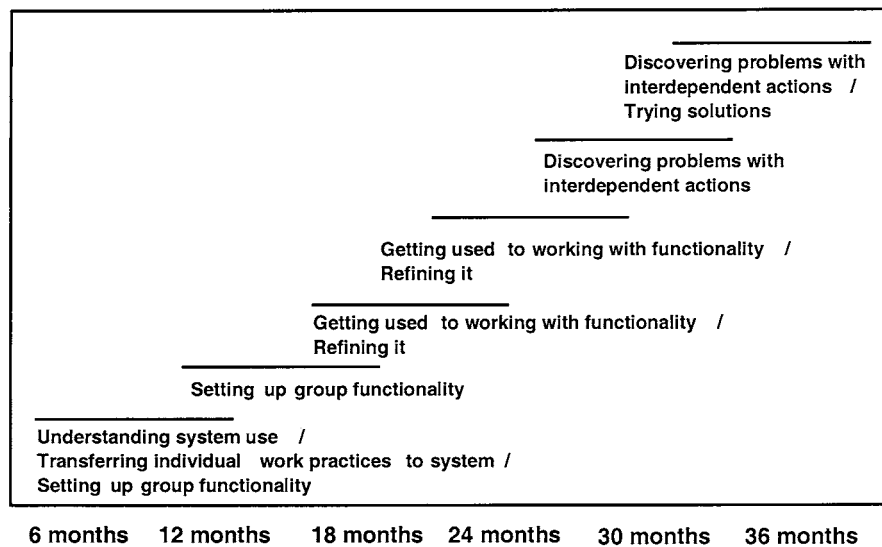 Discovering problems with
interdependent actions /
Trying solutions
Discovering problems with
interdependent actions
Getting used to working with functionality /
Refining it
Getting used to working with functionality /
Refining it
Setting up group functionality
Understanding system use /
Transferring individual work practices to system /
Setting up group functionality
6 months 12 months 18 months 24 months 30 months 36 months